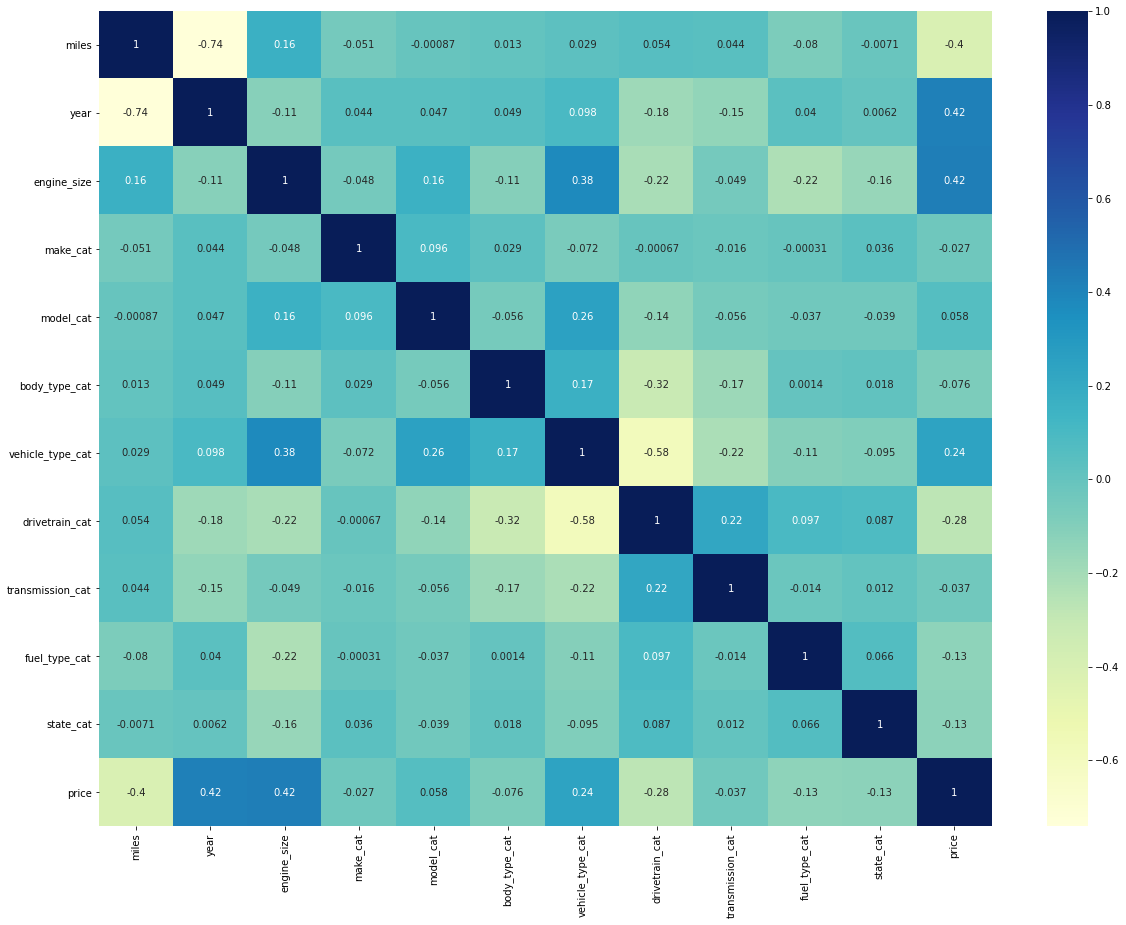 miles 1 -0.74 0.16 -0.051 -0.00087 0.013 0.029 0.054 0.044 -0.08 -0.0071 -0.4
year -0.74 1 -0.11 0.044 0.047 0.049 0.098 -0.18 -0.15 0.04 0.0062 0.42
engine_size 0.16 -0.11 1 -0.048 0.16 -0.11 0.38 -0.22 -0.049 -0.22 -0.16 0.42
make_cat -0.051 0.044 -0.048 1 0.096 0.029 -0.072 -0.00067 -0.016 -0.00031 0.036 -0.027
model_cat -0.00087 0.047 0.16 0.096 1 -0.056 0.26 -0.14 -0.056 -0.037 -0.039 0.058
body_type_cat 0.013 0.049 -0.11 0.029 -0.056 1 0.17 -0.32 -0.17 0.0014 0.018 -0.076
vehicle_type_cat 0.029 0.098 0.38 -0.072 0.26 0.17 1 -0.58 -0.22 -0.11 -0.095 0.24
drivetrain_cat 0.054 -0.18 -0.22 -0.00067 -0.14 -0.32 -0.58 1 0.22 0.097 0.087 -0.28
transmission_cat 0.044 -0.15 -0.049 -0.016 -0.056 -0.17 -0.22 0.22 1 -0.014 0.012 -0.037
fuel_type_cat -0.08 0.04 -0.22 -0.00031 -0.037 0.0014 -0.11 0.097 -0.014 1 0.066 -0.13
state_cat -0.0071 0.0062 -0.16 0.036 -0.039 0.018 -0.095 0.087 0.012 0.066 1 -0.13
price -0.4 0.42 0.42 -0.027 0.058 -0.076 0.24 -0.28 -0.037 -0.13 -0.13 1
miles
year
engine_size
make_cat
model_cat
body_type_cat
vehicle_type_cat
drivetrain_cat
transmission_cat
fuel_type_cat
state_cat
price
1.0
0.8
0.6
0.4
0.2
0.0
−0.2
−0.4
−0.6